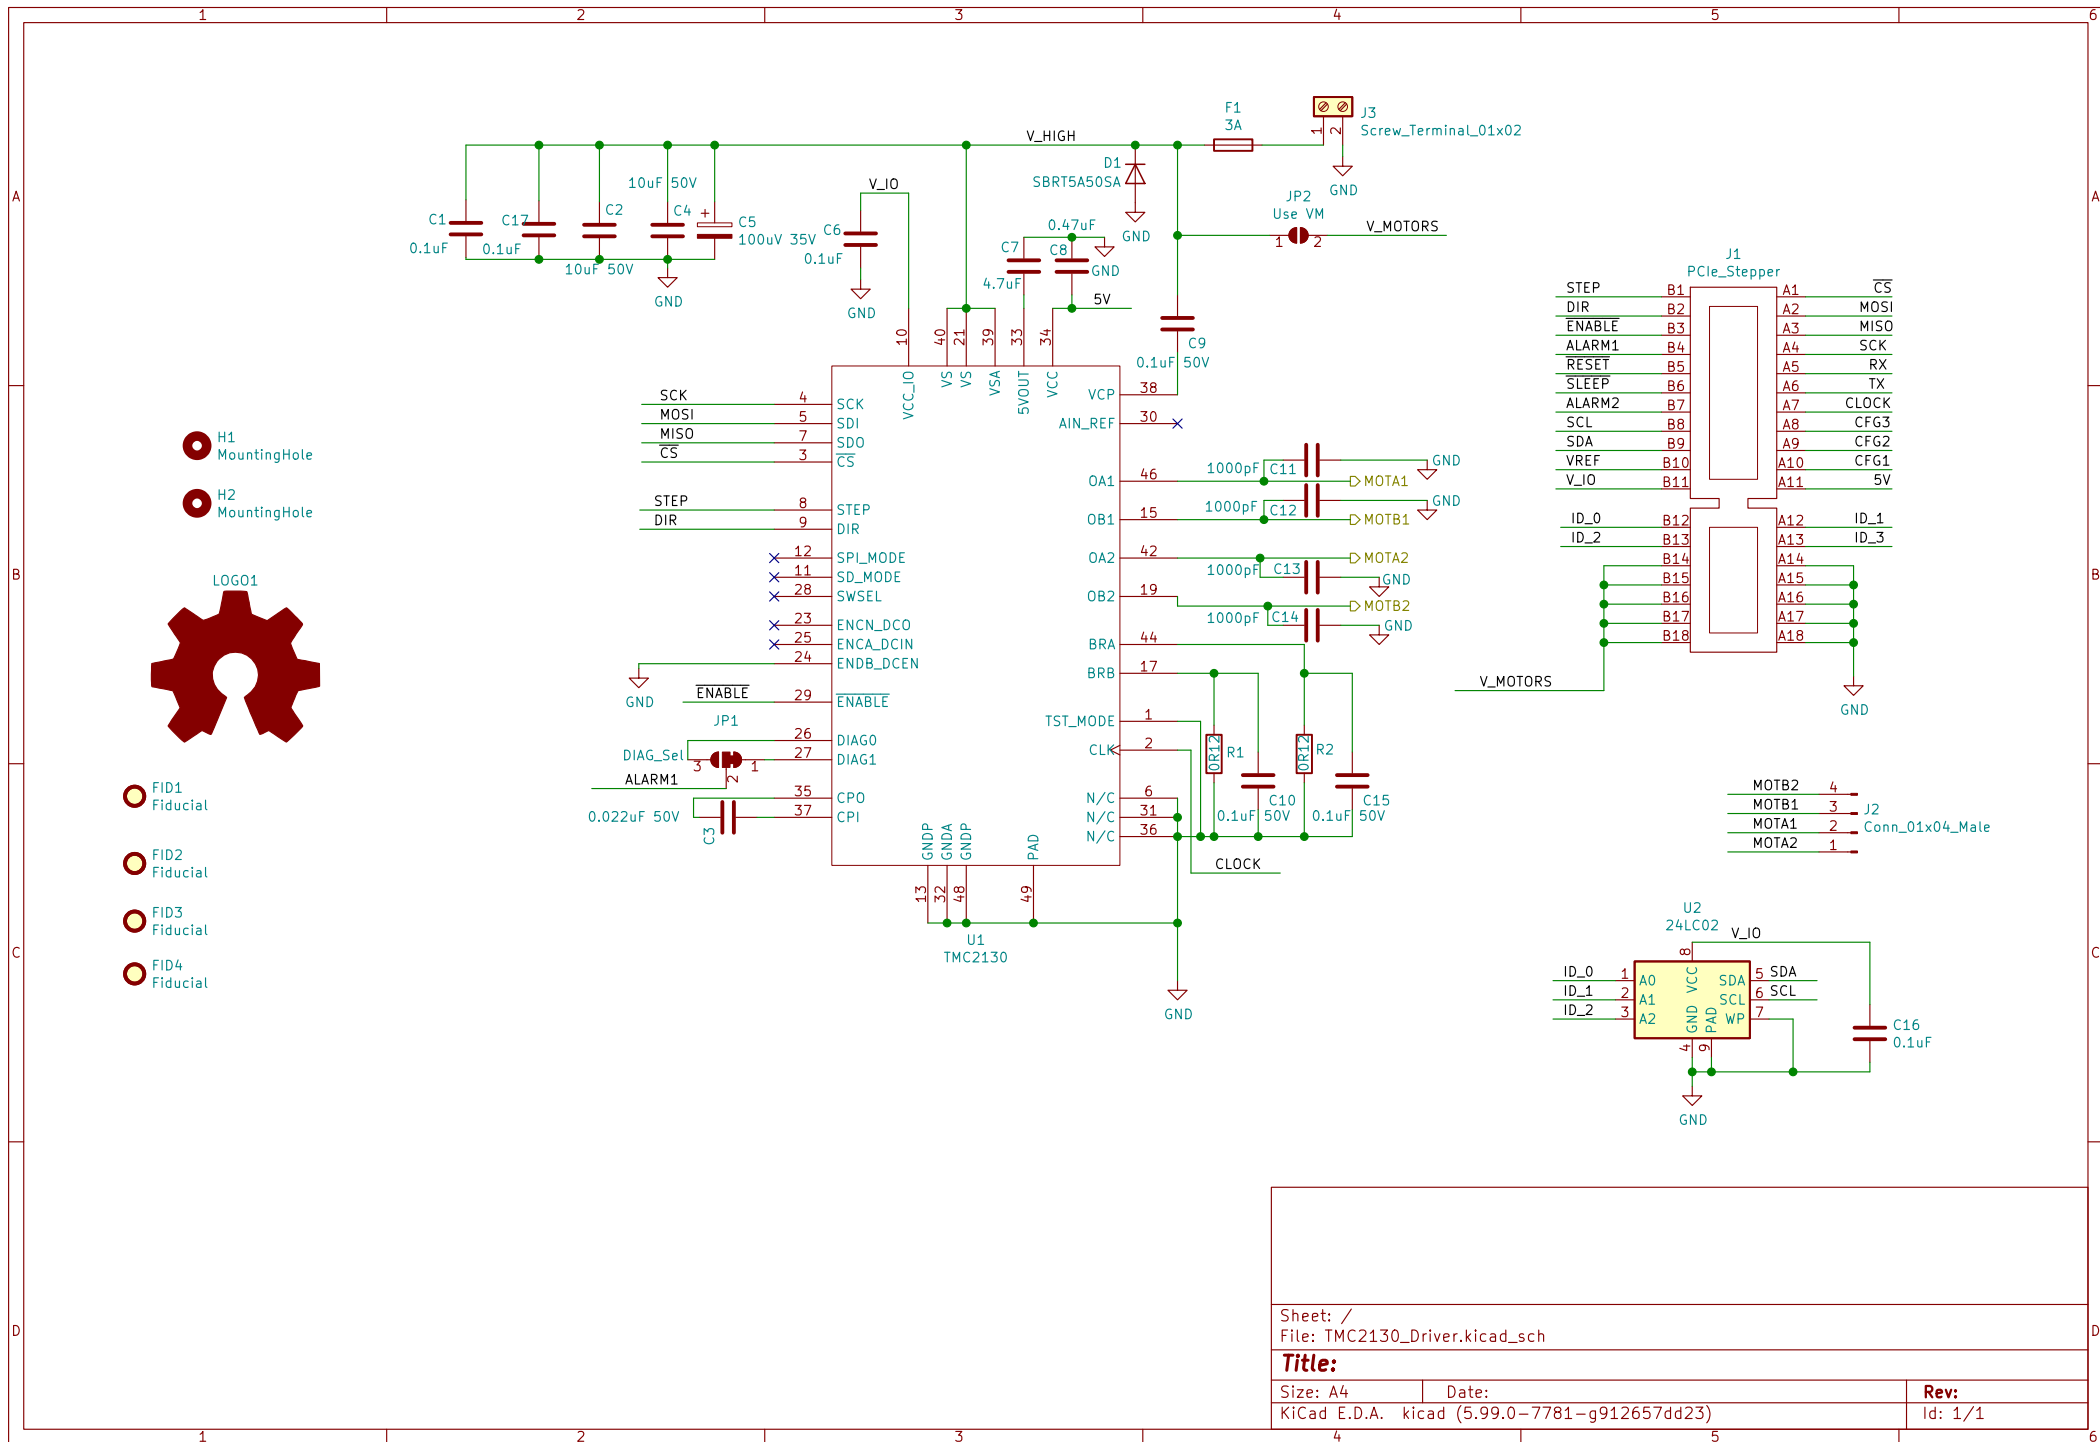 1 2 3 4 5 6
A A
B B
C C
D D
F1
3A
J3
Screw_Terminal_01x02
1 2
GND
V_HIGH
D1
SBRT5A50SA
GND
JP2
Use VM
1 2
V_MOTORS
V_IO
10uF 50V
C1
0.1uF
C17
0.1uF
C2
10uF 50V
C4
+
C5
100uV 35V
GND
C6
0.1uF
GND
0.47uF
C7
4.7uF
C8
GND
5V
C9
0.1uF 50V
10 40 21 39 33 34
VCC_IO VS VS VSA 5VOUT VCC
SCK 4 SCK
MOSI 5 SDI
MISO 7 SDO
CS 3 CS
STEP 8 STEP
DIR 9 DIR
12 SPI_MODE
11 SD_MODE
28 SWSEL
23 ENCN_DCO
25 ENCA_DCIN
24 ENDB_DCEN
GND
ENABLE 29 ENABLE
JP1
DIAG_Sel
3 2 1
26 DIAG0
27 DIAG1
ALARM1
35 CPO
37 CPI
0.022uF 50V
C3
VCP 38
AIN_REF 30
OA1 46
OB1 15
OA2 42
OB2 19
BRA 44
BRB 17
TST_MODE 1
CLK 2
N/C 6
N/C 31
N/C 36
1000pF C11 GND
MOTA1
1000pF C12 GND
MOTB1
MOTA2
1000pF C13 GND
MOTB2
1000pF C14 GND
0R12 R1
0R12 R2
C10
0.1uF 50V
C15
0.1uF 50V
CLOCK
GNDP GNDA GNDP PAD
13 32 48 49
U1
TMC2130
GND
H1
MountingHole
H2
MountingHole
LOGO1
FID1
Fiducial
FID2
Fiducial
FID3
Fiducial
FID4
Fiducial
J1
PCIe_Stepper
STEP B1 A1 CS
DIR B2 A2 MOSI
ENABLE B3 A3 MISO
ALARM1 B4 A4 SCK
RESET B5 A5 RX
SLEEP B6 A6 TX
ALARM2 B7 A7 CLOCK
SCL B8 A8 CFG3
SDA B9 A9 CFG2
VREF B10 A10 CFG1
V_IO B11 A11 5V
ID_0 B12 A12 ID_1
ID_2 B13 A13 ID_3
B14 A14
B15 A15
B16 A16
B17 A17
B18 A18
V_MOTORS
GND
MOTB2 4
MOTB1 3
MOTA1 2
MOTA2 1
J2
Conn_01x04_Male
U2
24LC02
V_IO
8
VCC
ID_0 1 A0
ID_1 2 A1
ID_2 3 A2
SDA 5 SDA
SCL 6 SCL
WP 7
GND PAD
4 9
C16
0.1uF
GND
Sheet: /
File: TMC2130_Driver.kicad_sch
Title:
Size: A4 Date: Rev:
KiCad E.D.A. kicad (5.99.0-7781-g912657dd23) Id: 1/1
1 2 3 4 5 6